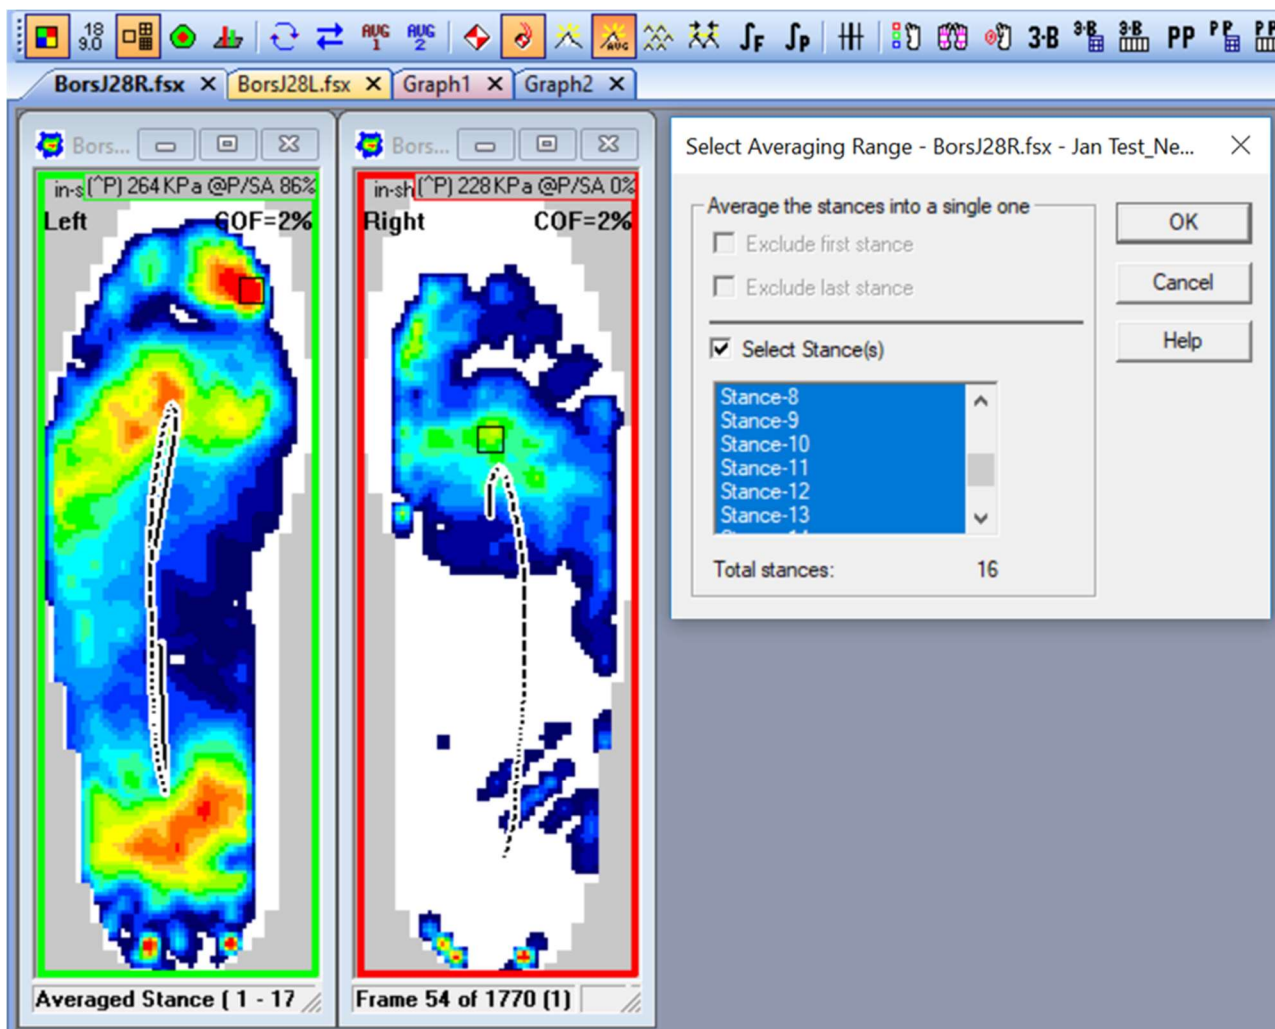 18
9.0
AVG
1
AVG
2
AVG
F
P
3-B
3-B
3-B
PP
PP
BorsJ28R.fsx
BorsJ28L.fsx
Graph1
Graph2
Bors...
in-s (^P) 264 KPa @P/SA 86%
Left COF=2%
Averaged Stance ( 1 - 17
Bors...
in-sh (^P) 228 KPa @P/SA 0%
Right COF=2%
Frame 54 of 1770 (1)
Select Averaging Range - BorsJ28R.fsx - Jan Test_Ne...
Average the stances into a single one
Exclude first stance
Exclude last stance
Select Stance(s)
Stance-8
Stance-9
Stance-10
Stance-11
Stance-12
Stance-13
Total stances: 16
OK
Cancel
Help